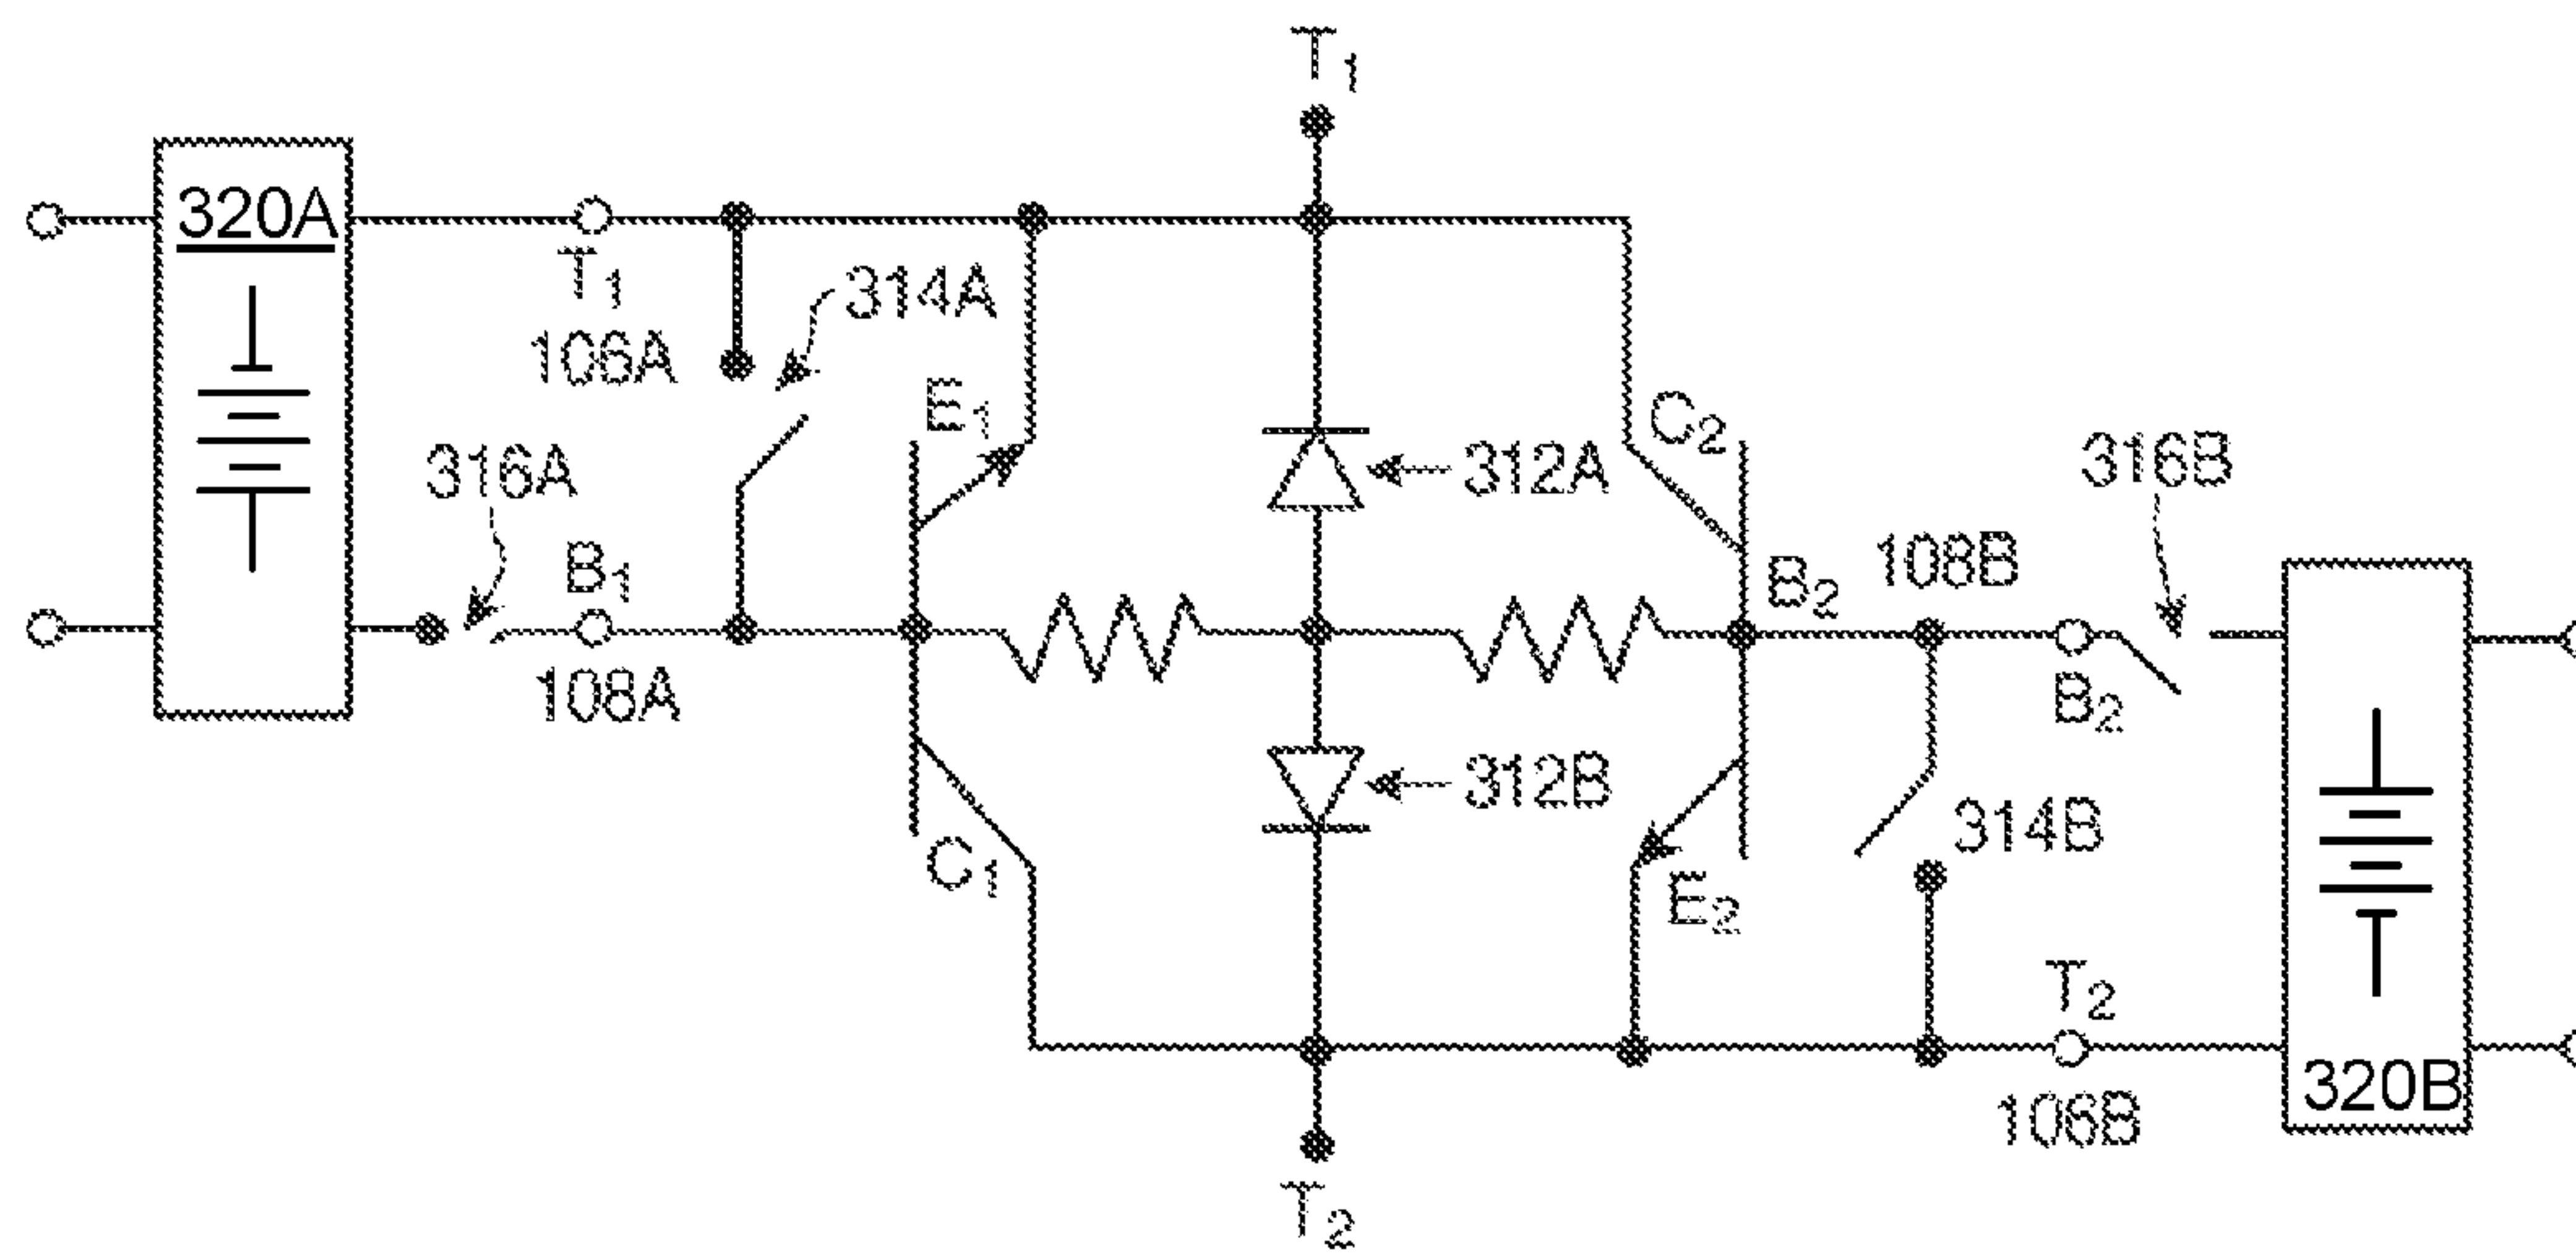 T₁
320A
T₁
106A
314A
E₁
C₂
316A
312A
316B
B₁
108A
B₂
108B
B₂
C₁
312B
E₂
314B
T₂
106B
320B
T₂